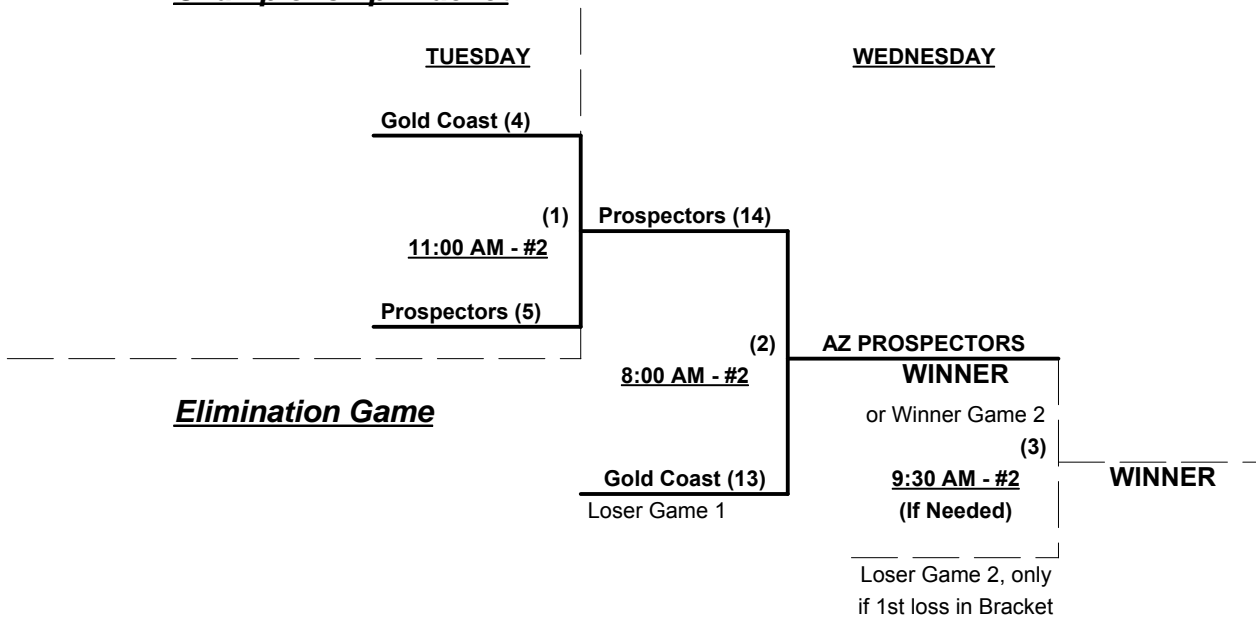 TUESDAY
WEDNESDAY
Gold Coast (4)
(1)
Prospectors (14)
11:00 AM - #2
Prospectors (5)
(2)
AZ PROSPECTORS
8:00 AM - #2
WINNER
Elimination Game
or Winner Game 2
(3)
Gold Coast (13)
9:30 AM - #2
WINNER
Loser Game 1
(If Needed)
Loser Game 2, only
if 1st loss in Bracket